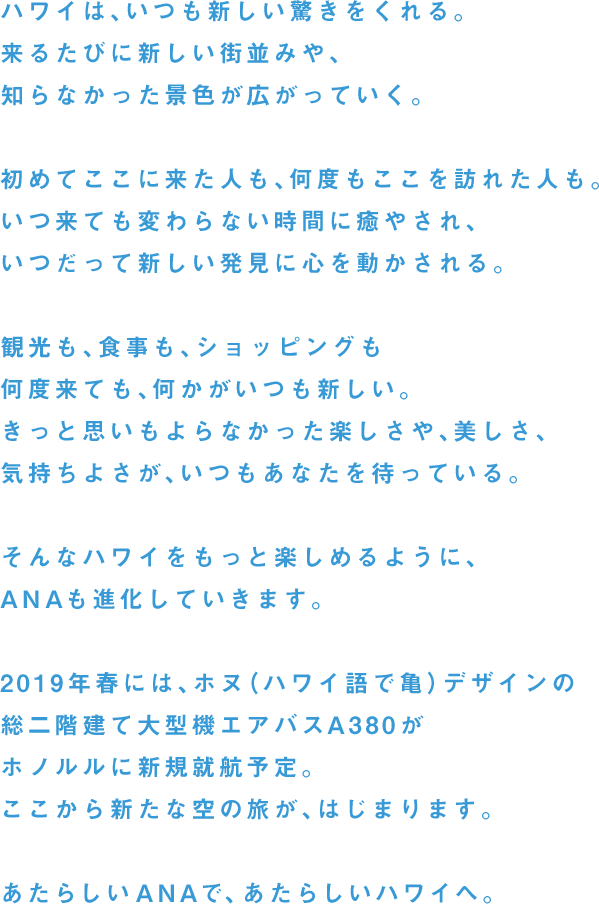 ハワイは、いつも新しい驚きをくれる。
来るたびに新しい街並みや、
知らなかった景色が広がっていく。
初めてここに来た人も、何度もここを訪れた人も。
いつ来ても変わらない時間に癒やされ、
いつだって新しい発見に心を動かされる。
観光も、食事も、ショッピングも
何度来ても、何かがいつも新しい。
きっと思いもよらなかった楽しさや、美しさ、
気持ちよさが、いつもあなたを待っている。
そんなハワイをもっと楽しめるように、
ANAも進化していきます。
2019年春には、ホヌ（ハワイ語で亀）デザインの
総二階建て大型機エアバスA380が
ホノルルに新規就航予定。
ここから新たな空の旅が、はじまります。
あたらしいANAで、あたらしいハワイへ。